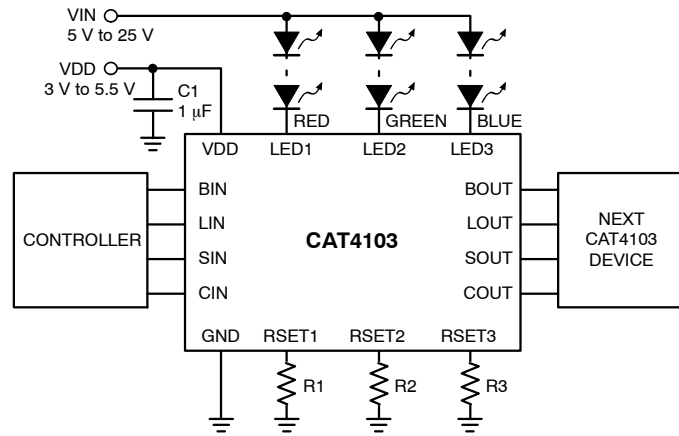 VIN
5 V to 25 V
VDD
3 V to 5.5 V
C1
1 μF
RED
GREEN
BLUE
VDD
LED1
LED2
LED3
BIN
LIN
SIN
CIN
CONTROLLER
CAT4103
BOUT
LOUT
SOUT
COUT
NEXT
CAT4103
DEVICE
GND
RSET1
RSET2
RSET3
R1
R2
R3